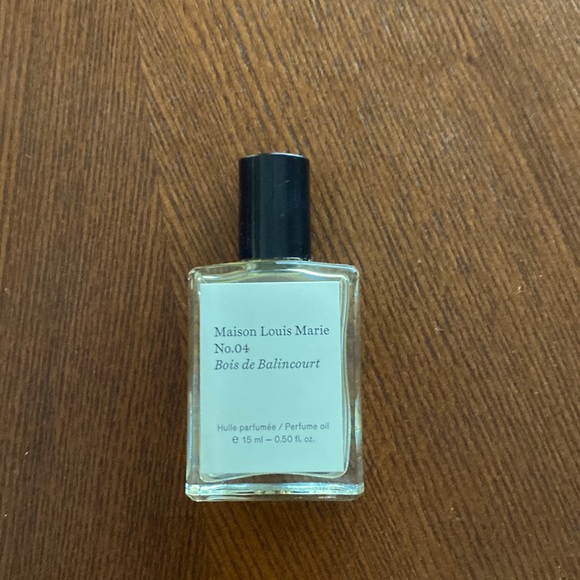 Maison Louis Marie
No.04
Bois de Balincourt
Huile parfumée / Perfume oil
℮ 15 ml – 0.50 fl. oz.